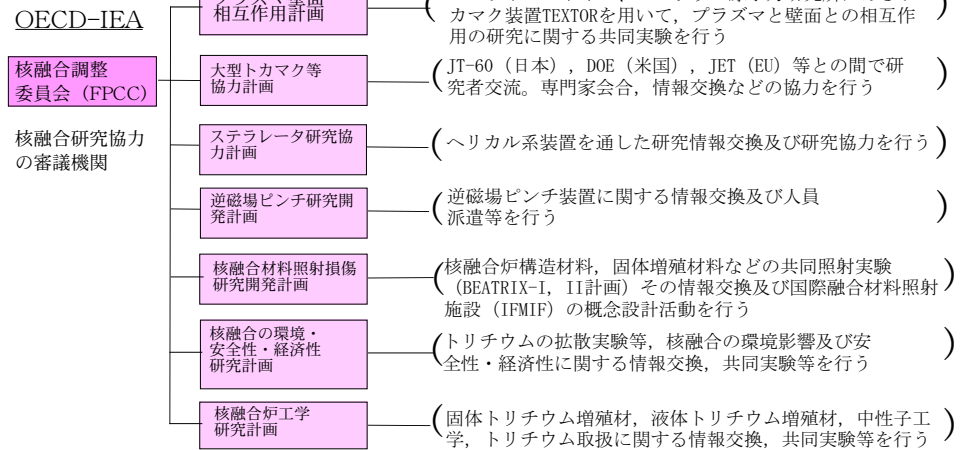 OECD-IEA
核融合調整
委員会（FPCC）
核融合研究協力
の審議機関
相互作用計画
カマク装置TEXTORを用いて，プラズマと壁面との相互作
用の研究に関する共同実験を行う
大型トカマク等
協力計画
JT-60（日本）, DOE（米国）, JET（EU）等との間で研
究者交流。専門家会合，情報交換などの協力を行う
ステラレータ研究協
力計画
ヘリカル系装置を通した研究情報交換及び研究協力を行う
逆磁場ピンチ研究開
発計画
逆磁場ピンチ装置に関する情報交換及び人員
派遣等を行う
核融合材料照射損傷
研究開発計画
核融合炉構造材料，固体増殖材料などの共同照射実験
（BEATRIX-I, II計画）その情報交換及び国際融合材料照射
施設（IFMIF）の概念設計活動を行う
核融合の環境・
安全性・経済性
研究計画
トリチウムの拡散実験等，核融合の環境影響及び安
全性・経済性に関する情報交換，共同実験等を行う
核融合炉工学
研究計画
固体トリチウム増殖材，液体トリチウム増殖材，中性子工
学，トリチウム取扱に関する情報交換，共同実験等を行う